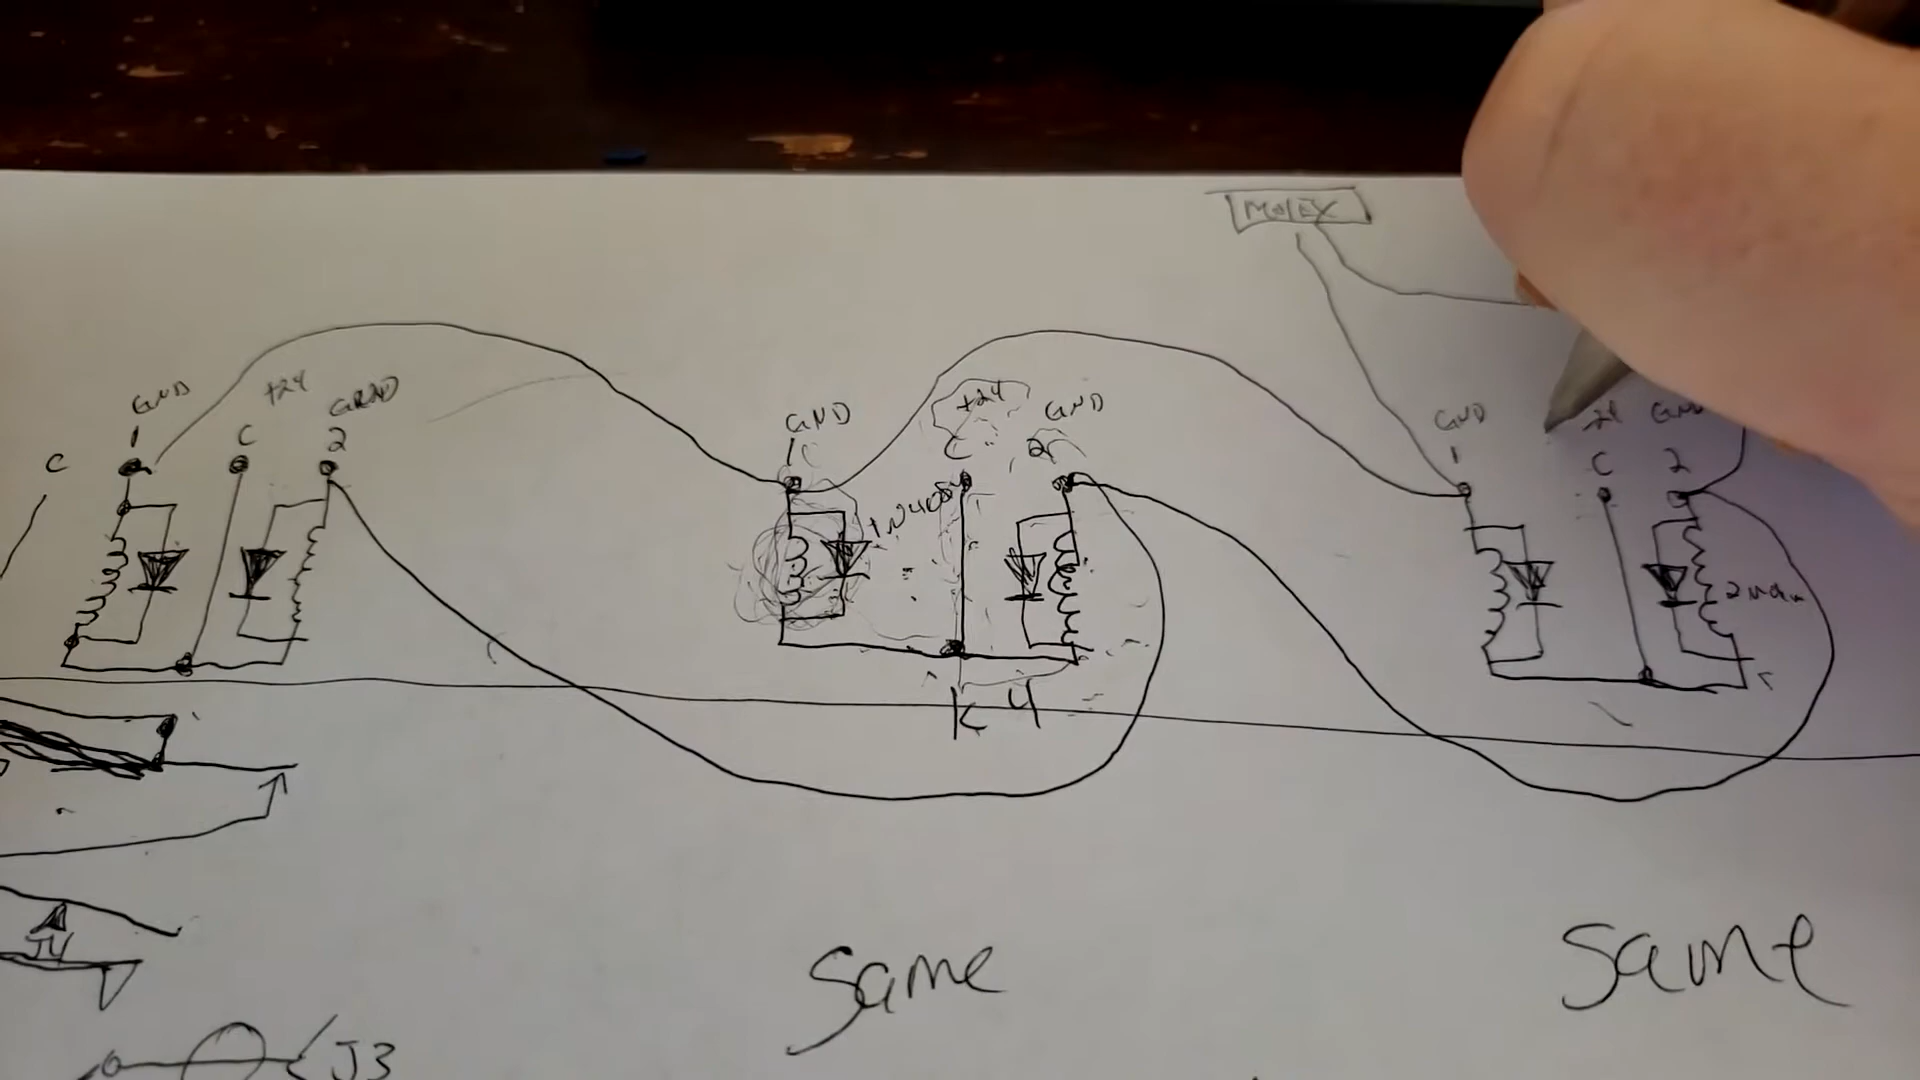 MOLEX
GND +24 GRND
GND +24 GND
GND GND
C 1 C 2
1 C 2
1 C 2
K4
J4
Same
Same
J3